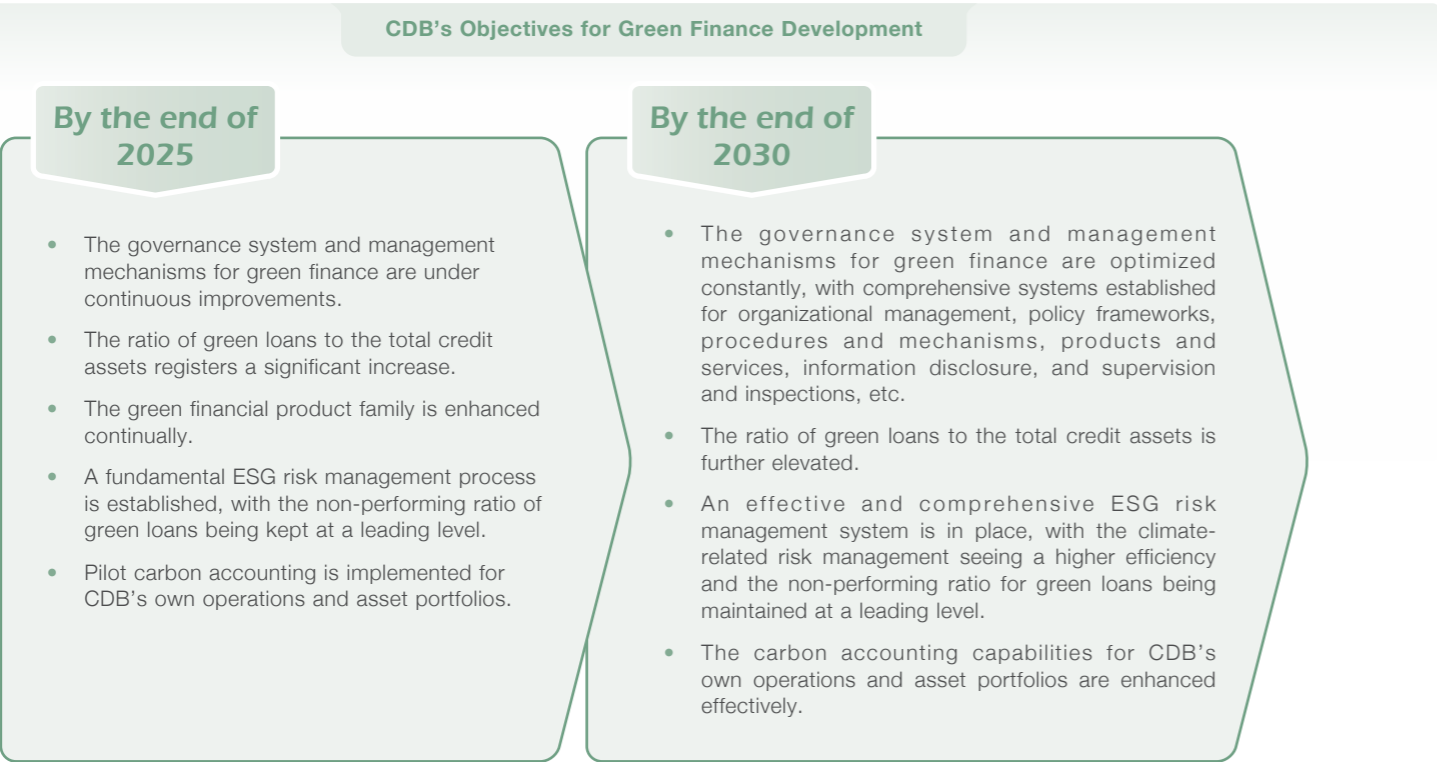 CDB's Objectives for Green Finance Development
By the end of
2025
• The governance system and management
mechanisms for green finance are under
continuous improvements.
• The ratio of green loans to the total credit
assets registers a significant increase.
• The green financial product family is enhanced
continually.
• A fundamental ESG risk management process
is established, with the non-performing ratio of
green loans being kept at a leading level.
• Pilot carbon accounting is implemented for
CDB's own operations and asset portfolios.
By the end of
2030
• The governance system and management
mechanisms for green finance are optimized
constantly, with comprehensive systems established
for organizational management, policy frameworks,
procedures and mechanisms, products and
services, information disclosure, and supervision
and inspections, etc.
• The ratio of green loans to the total credit assets is
further elevated.
• An effective and comprehensive ESG risk
management system is in place, with the climate-
related risk management seeing a higher efficiency
and the non-performing ratio for green loans being
maintained at a leading level.
• The carbon accounting capabilities for CDB's
own operations and asset portfolios are enhanced
effectively.